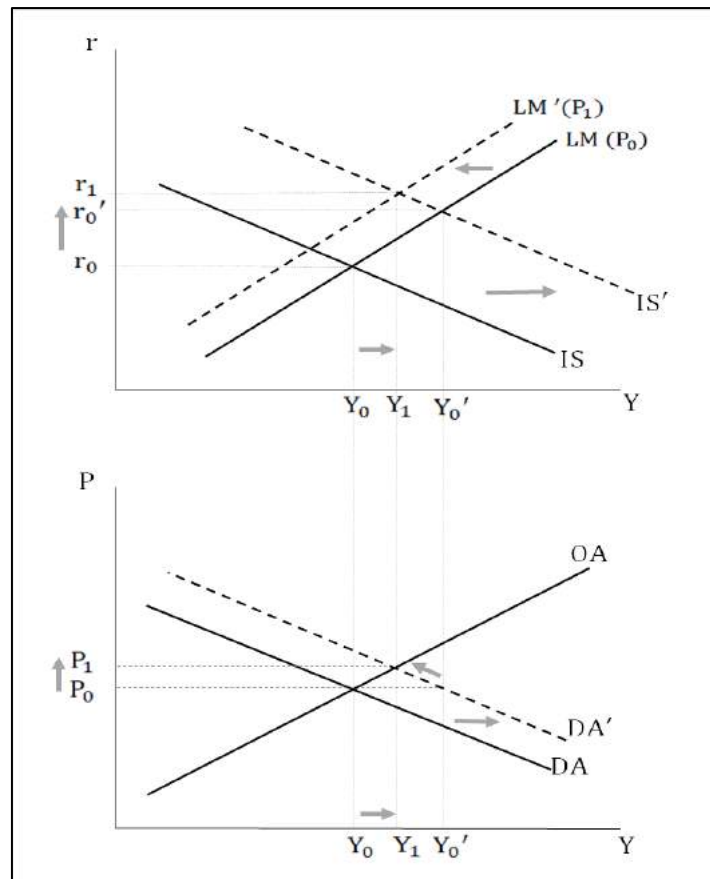 r
LM ′(P₁)
LM (P₀)
r₁
r₀′
r₀
IS′
IS
Y₀ Y₁ Y₀′ Y
P
OA
P₁
P₀
DA′
DA
Y₀ Y₁ Y₀′ Y